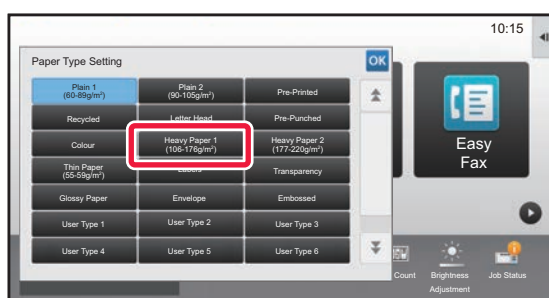 10:15
Paper Type Setting
OK
Plain 1
(60-89g/m²)
Plain 2
(90-105g/m²)
Pre-Printed
Recycled
Letter Head
Pre-Punched
Colour
Heavy Paper 1
(106-176g/m²)
Heavy Paper 2
(177-220g/m²)
Thin Paper
(55-59g/m²)
Labels
Transparency
Glossy Paper
Envelope
Embossed
User Type 1
User Type 2
User Type 3
User Type 4
User Type 5
User Type 6
Easy
Fax
Count
Brightness
Adjustment
Job Status